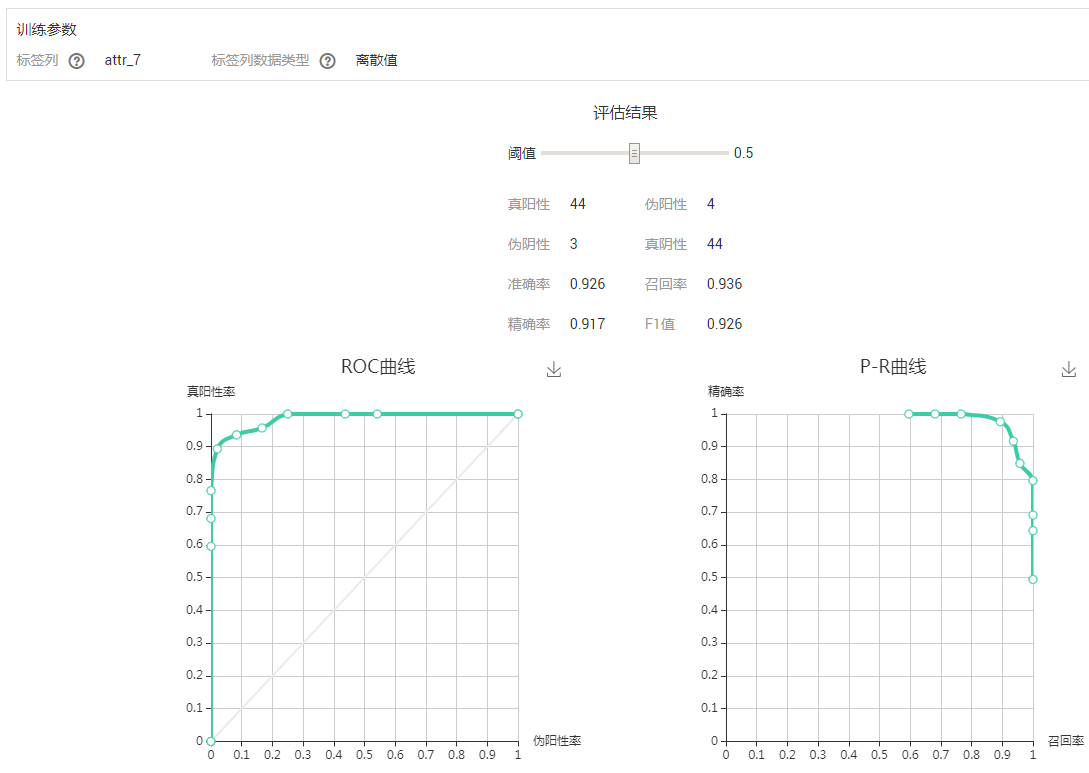 训练参数
标签列 ? attr_7 标签列数据类型 ? 离散值
评估结果
阈值 0.5
真阳性 44 伪阳性 4
伪阴性 3 真阴性 44
准确率 0.926 召回率 0.936
精确率 0.917 F1值 0.926
ROC曲线
真阳性率
1
0.9
0.8
0.7
0.6
0.5
0.4
0.3
0.2
0.1
0
0 0.1 0.2 0.3 0.4 0.5 0.6 0.7 0.8 0.9 1
伪阳性率
P-R曲线
精确率
1
0.9
0.8
0.7
0.6
0.5
0.4
0.3
0.2
0.1
0
0 0.1 0.2 0.3 0.4 0.5 0.6 0.7 0.8 0.9 1
召回率